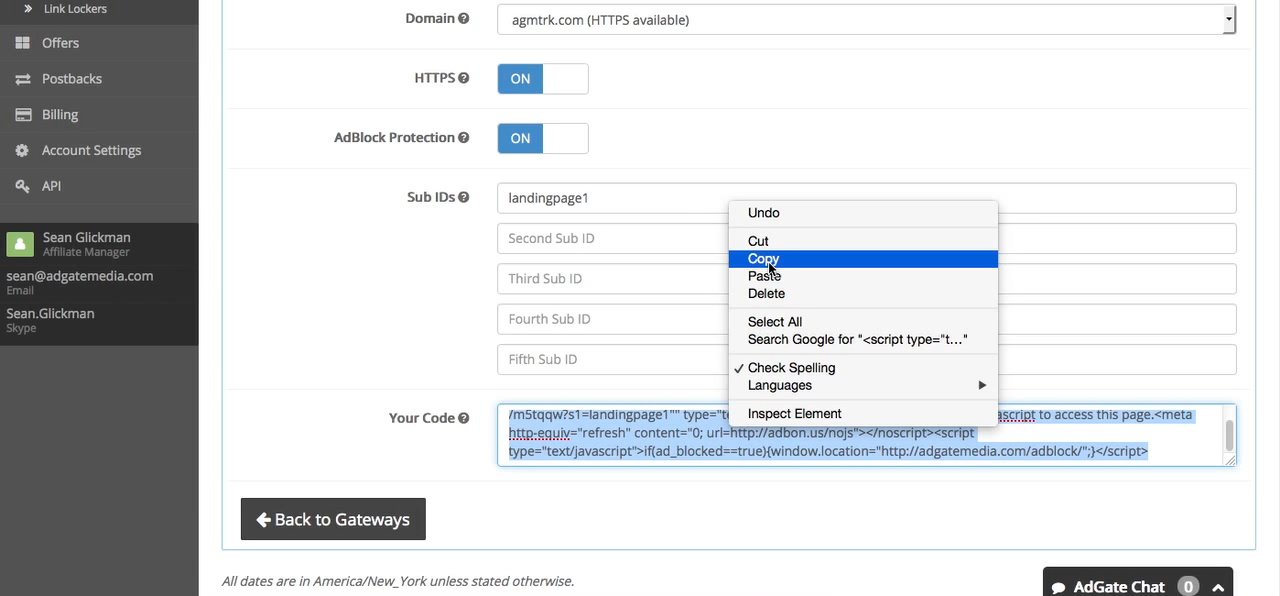 » Link Lockers
Offers
Postbacks
Billing
Account Settings
API
Sean Glickman
Affiliate Manager
sean@adgatemedia.com
Email
Sean.Glickman
Skype
Domain
agmtrk.com (HTTPS available)
HTTPS
ON
AdBlock Protection
ON
Sub IDs
landingpage1
Second Sub ID
Third Sub ID
Fourth Sub ID
Fifth Sub ID
Undo
Cut
Copy
Paste
Delete
Select All
Search Google for "<script type="t…"
✓ Check Spelling
Languages
Inspect Element
Your Code
/m5tqqw?s1=landingpage1"" type="te ascript to access this page.<meta
http-equiv="refresh" content="0; url=http://adbon.us/nojs"></noscript><script
type="text/javascript">if(ad_blocked==true){window.location="http://adgatemedia.com/adblock/";}</script>
Back to Gateways
All dates are in America/New_York unless stated otherwise.
AdGate Chat 0